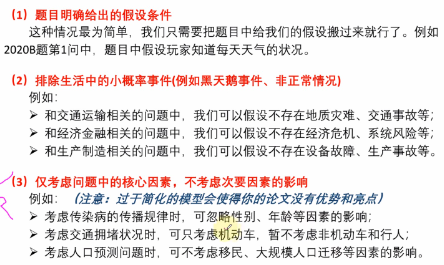 （1）题目明确给出的假设条件
这种情况最为简单，我们只需要把题目中给我们的假设搬过来就行了。例如
2020B题第1问中，题目中假设玩家知道每天天气的状况。
（2）排除生活中的小概率事件(例如黑天鹅事件、非正常情况)
例如：
➢ 和交通运输相关的问题中，我们可以假设不存在地质灾难、交通事故等；
➢ 和经济金融相关的问题中，我们可以假设不存在经济危机、系统风险等；
➢ 和生产制造相关的问题中，我们可以假设不存在设备故障、生产事故等。
（3）仅考虑问题中的核心因素，不考虑次要因素的影响
例如：（注意：过于简化的模型会使得你的论文没有优势和亮点）
➢ 考虑传染病的传播规律时，可忽略性别、年龄等因素的影响；
➢ 考虑交通拥堵状况时，可只考虑机动车，暂不考虑非机动车和行人；
➢ 考虑人口预测问题时，可不考虑移民、大规模人口迁移等因素的影响。